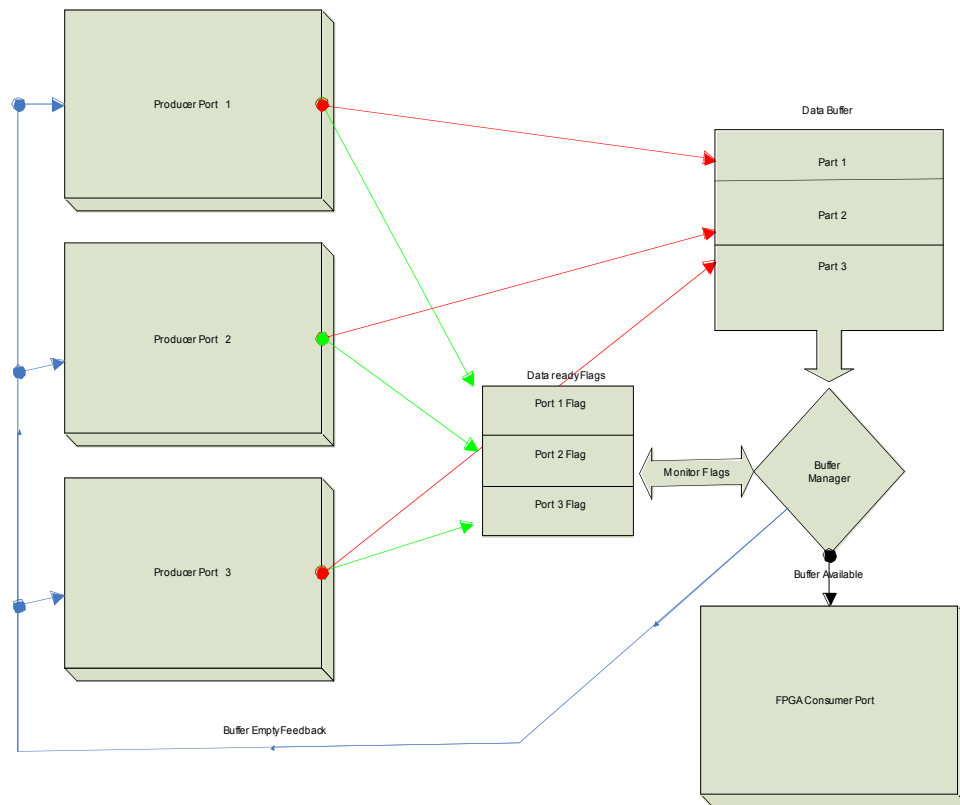 Producer Port 1
Data Buffer
Part 1
Part 2
Part 3
Producer Port 2
Data readyFlags
Port 1 Flag
Port 2 Flag
Port 3 Flag
Monitor Flags
Buffer
Manager
Producer Port 3
Buffer Available
FPGA Consumer Port
Buffer Empty Feedback